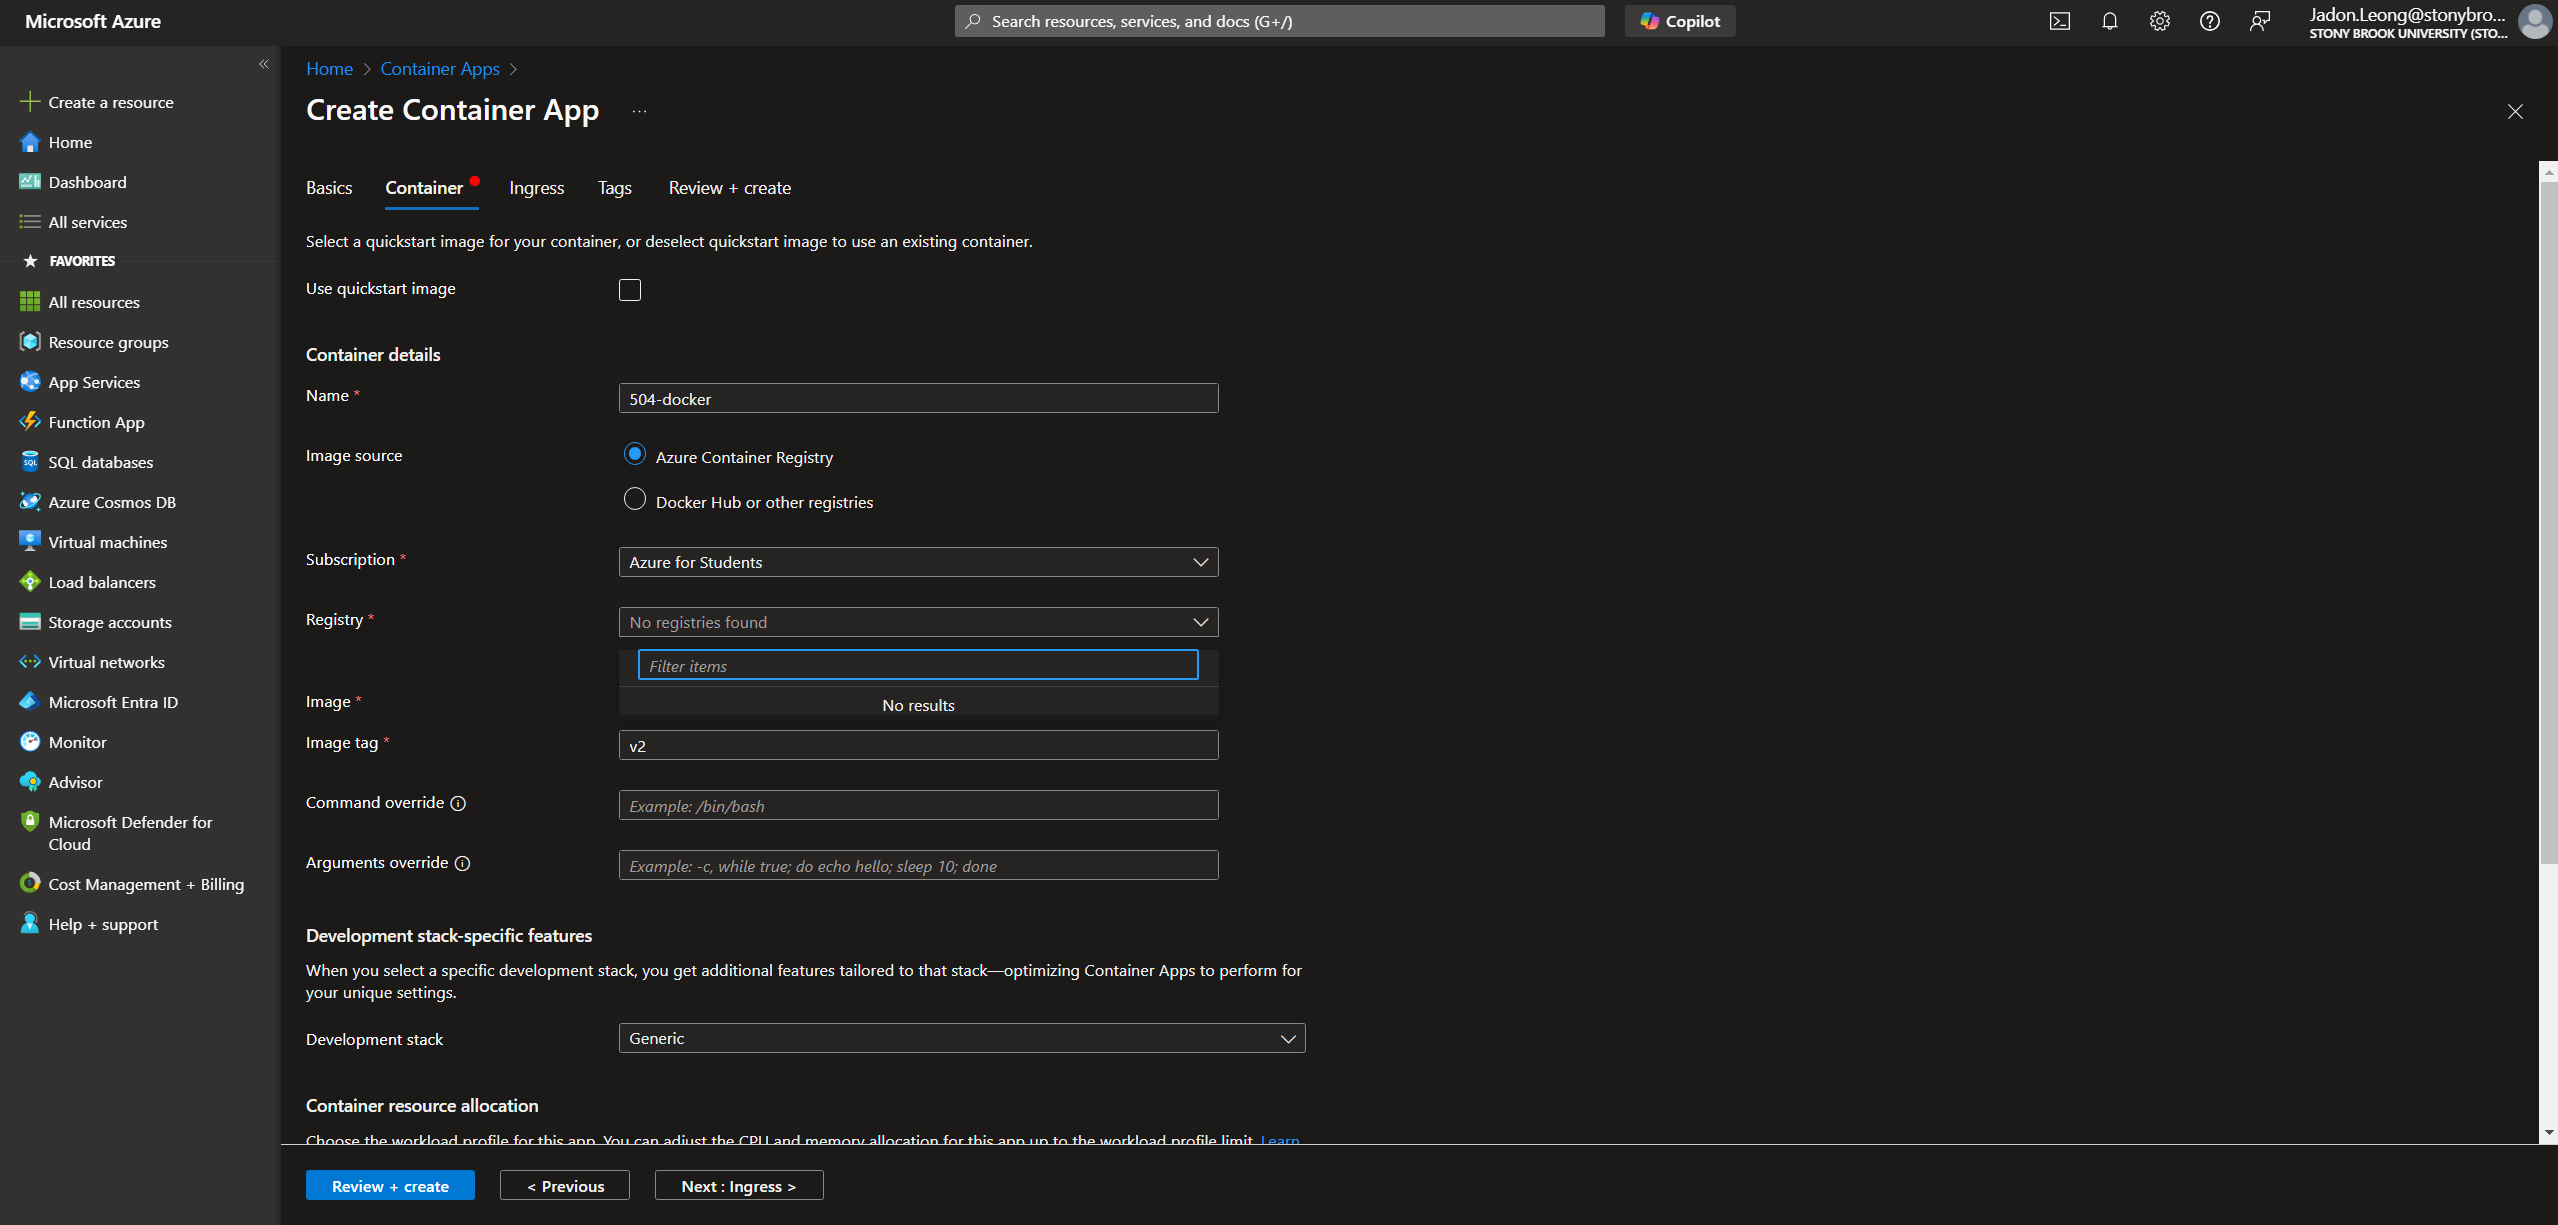 Microsoft Azure
Search resources, services, and docs (G+/)
Copilot
Jadon.Leong@stonybro...
STONY BROOK UNIVERSITY (STO...
Create a resource
Home
Dashboard
All services
FAVORITES
All resources
Resource groups
App Services
Function App
SQL databases
Azure Cosmos DB
Virtual machines
Load balancers
Storage accounts
Virtual networks
Microsoft Entra ID
Monitor
Advisor
Microsoft Defender for
Cloud
Cost Management + Billing
Help + support
Home > Container Apps >
Create Container App ...
Basics Container Ingress Tags Review + create
Select a quickstart image for your container, or deselect quickstart image to use an existing container.
Use quickstart image
Container details
Name *
504-docker
Image source
Azure Container Registry
Docker Hub or other registries
Subscription *
Azure for Students
Registry *
No registries found
Filter items
No results
Image *
Image tag *
v2
Command override
Example: /bin/bash
Arguments override
Example: -c, while true; do echo hello; sleep 10; done
Development stack-specific features
When you select a specific development stack, you get additional features tailored to that stack—optimizing Container Apps to perform for
your unique settings.
Development stack
Generic
Container resource allocation
Choose the workload profile for this app. You can adjust the CPU and memory allocation for this app up to the workload profile limit. Learn
Review + create
< Previous
Next : Ingress >